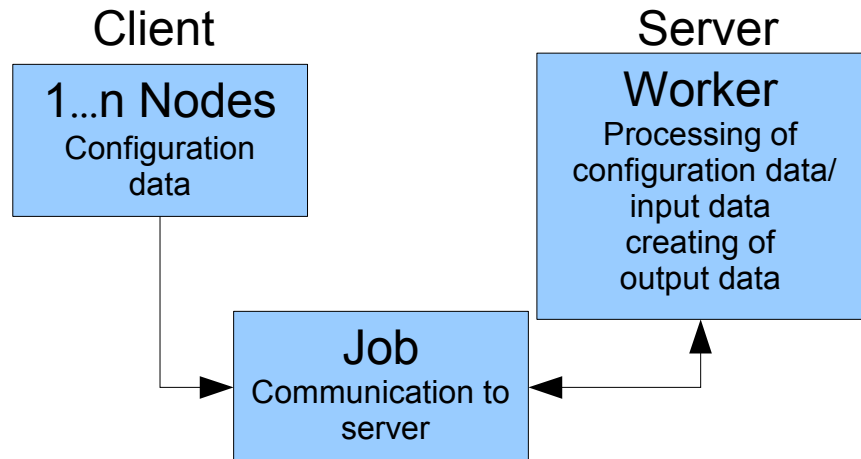 Client
1...n Nodes
Configuration
data
Server
Worker
Processing of
configuration data/
input data
creating of
output data
Job
Communication to
server